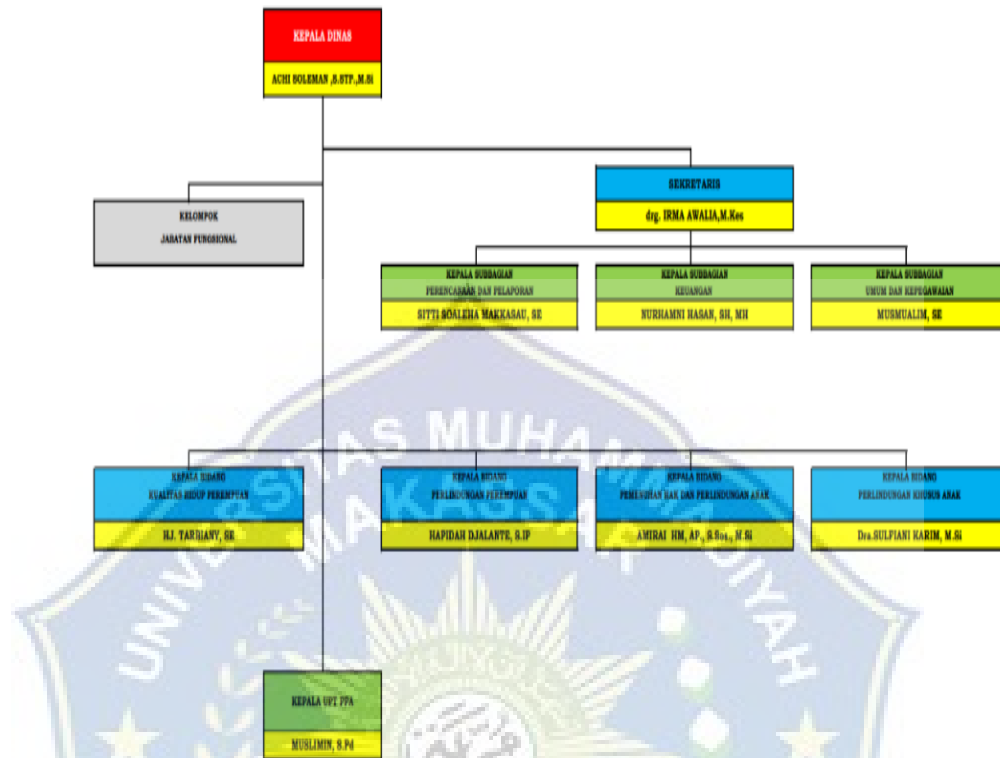 KEPALA DINAS
ACHI SOLEMAN ,S.STP.,M.Si
SEKRETARIS
drg. IRMA AWALIA,M.Kes
KELOMPOK
JABATAN FUNGSIONAL
KEPALA SUBBAGIAN
PERENCANAAN DAN PELAPORAN
SITTI SOALEHA MAKKASAU, SE
KEPALA SUBBAGIAN
KEUANGAN
NURHAMNI HASAN, SH, MH
KEPALA SUBBAGIAN
UMUM DAN KEPEGAWAIAN
MUSMUALIM, SE
KEPALA BIDANG
KUALITAS HIDUP PEREMPUAN
HJ. TARRIANY, SE
KEPALA BIDANG
PERLINDUNGAN PEREMPUAN
HAPIDAH DJALANTE, S.IP
KEPALA BIDANG
PEMENUHAN HAK DAN PERLINDUNGAN ANAK
AMIRAI HM, AP., S.Sos., M.Si
KEPALA BIDANG
PERLINDUNGAN KHUSUS ANAK
Dra.SULFIANI KARIM, M.Si
KEPALA UPT PPA
MUSLIMIN, S.Pd
UNIVERSITAS MUHAMMADIYAH
MAKASSAR